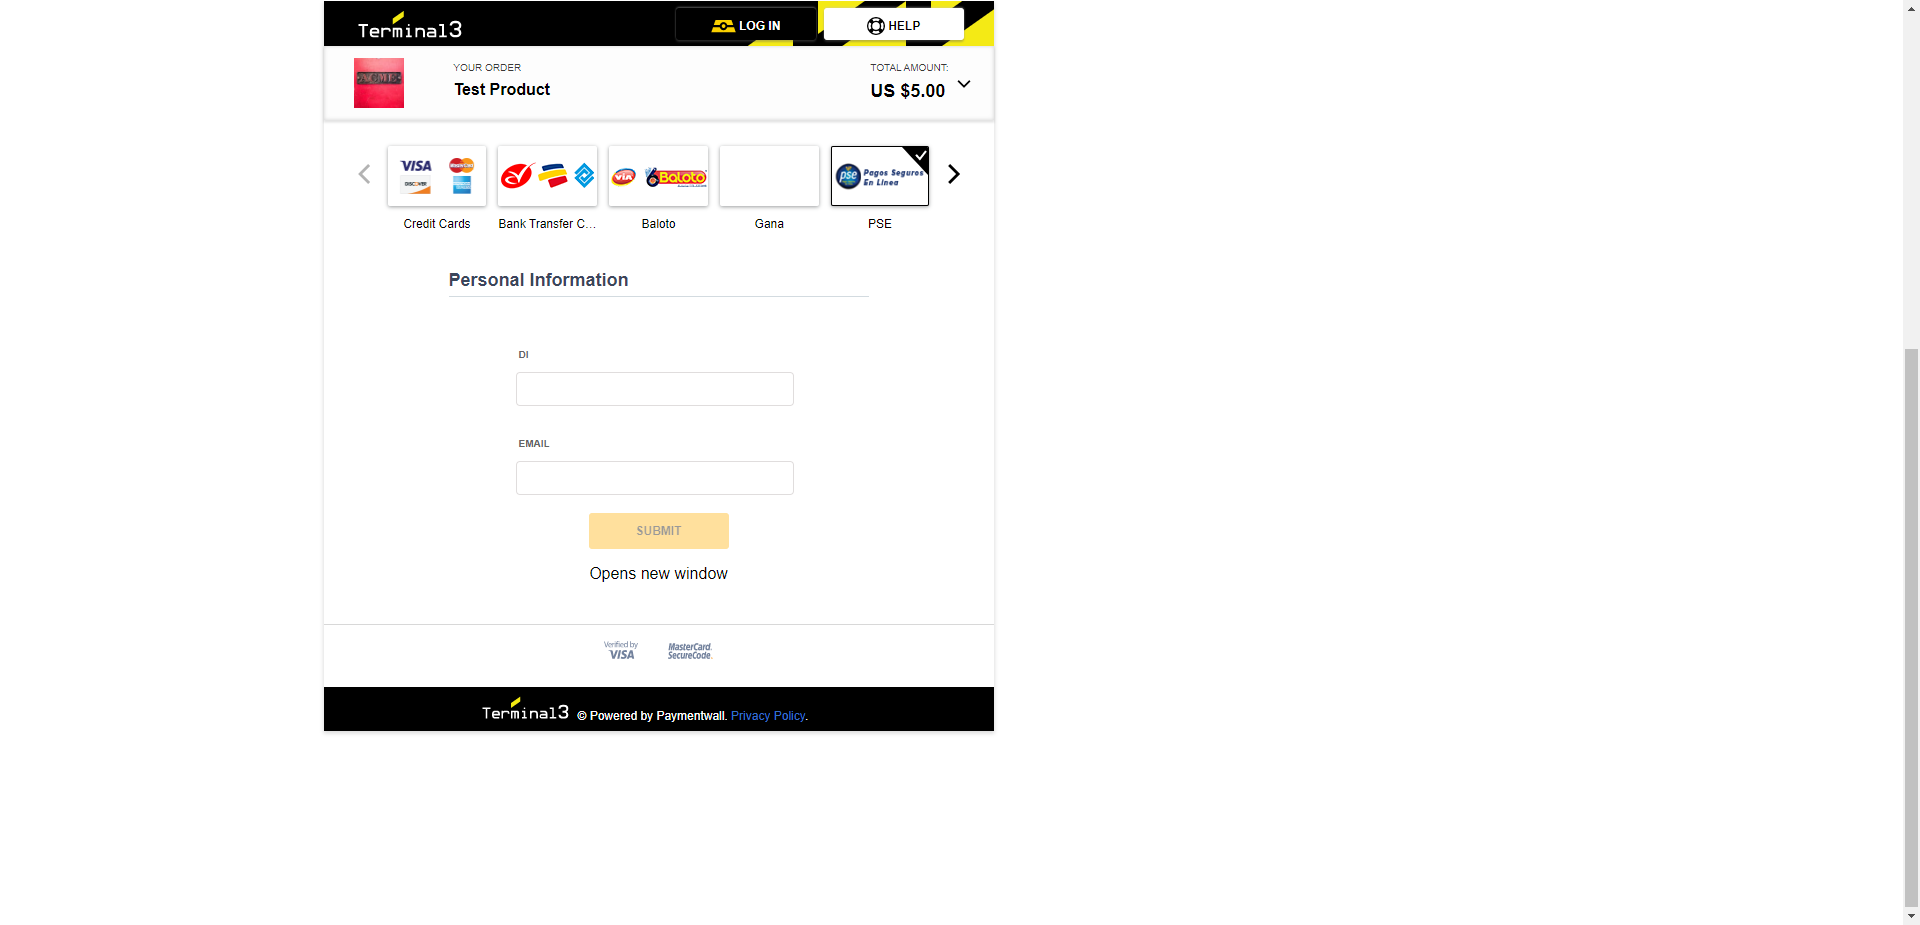 Terminal3
LOG IN
HELP
YOUR ORDER
Test Product
TOTAL AMOUNT:
US $5.00
ACME
VISA
MasterCard
DISCOVER
VIA
Baloto
pse Pagos Seguros
En Linea
Credit Cards
Bank Transfer C...
Baloto
Gana
PSE
Personal Information
DI
EMAIL
SUBMIT
Opens new window
Verified by
VISA
MasterCard.
SecureCode.
Terminal3 © Powered by Paymentwall. Privacy Policy.